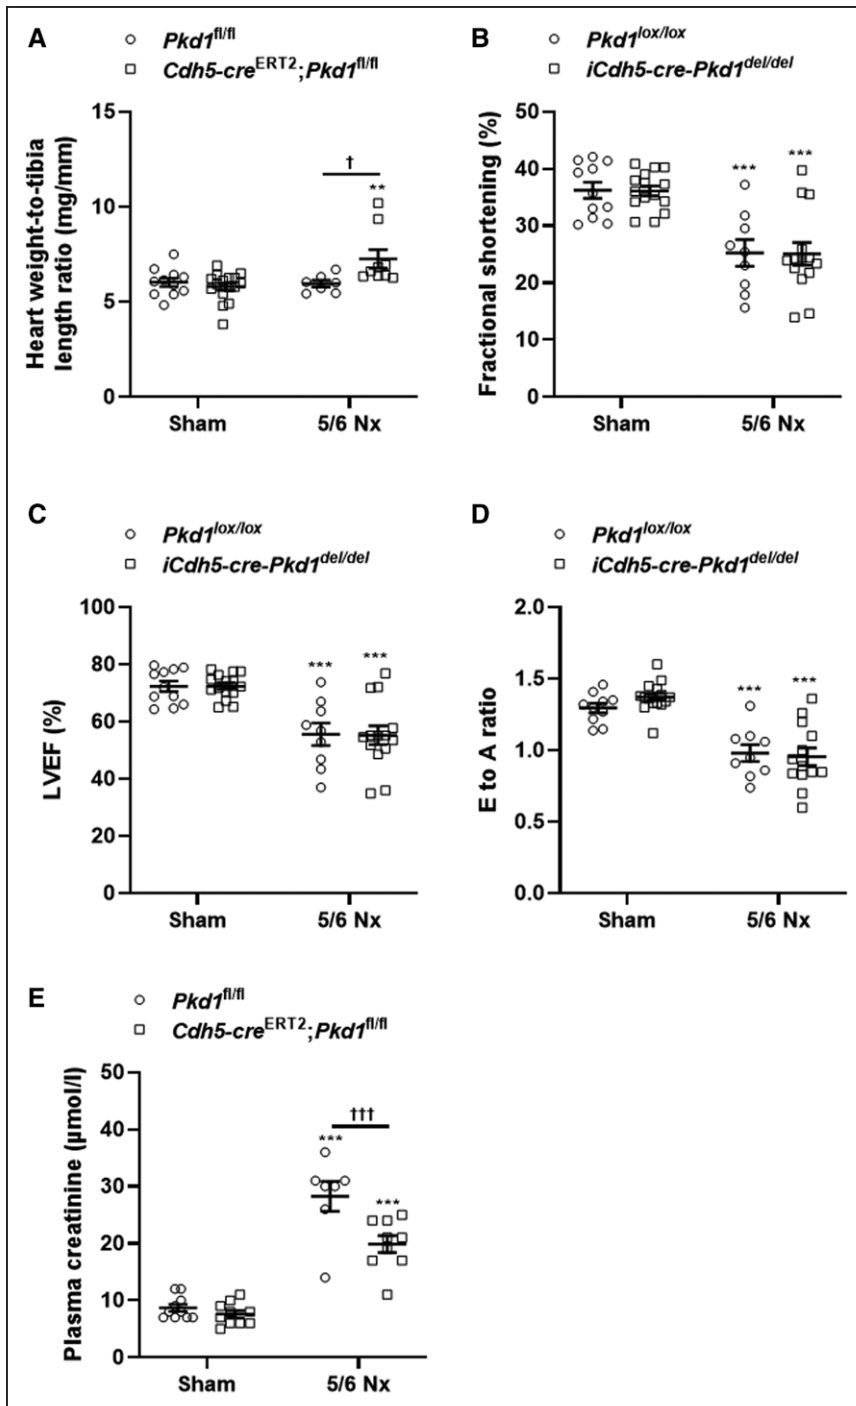 A
Pkd1fl/fl
Cdh5-creERT2;Pkd1fl/fl
Heart weight-to-tibia
length ratio (mg/mm)
15
10
5
0
†
**
Sham
5/6 Nx
B
Pkd1lox/lox
iCdh5-cre-Pkd1del/del
Fractional shortening (%)
50
40
30
20
10
0
***
***
Sham
5/6 Nx
C
Pkd1lox/lox
iCdh5-cre-Pkd1del/del
LVEF (%)
100
80
60
40
20
0
***
***
Sham
5/6 Nx
D
Pkd1lox/lox
iCdh5-cre-Pkd1del/del
E to A ratio
2.0
1.5
1.0
0.5
0.0
***
***
Sham
5/6 Nx
E
Pkd1fl/fl
Cdh5-creERT2;Pkd1fl/fl
Plasma creatinine (µmol/l)
50
40
30
20
10
0
†††
***
***
Sham
5/6 Nx